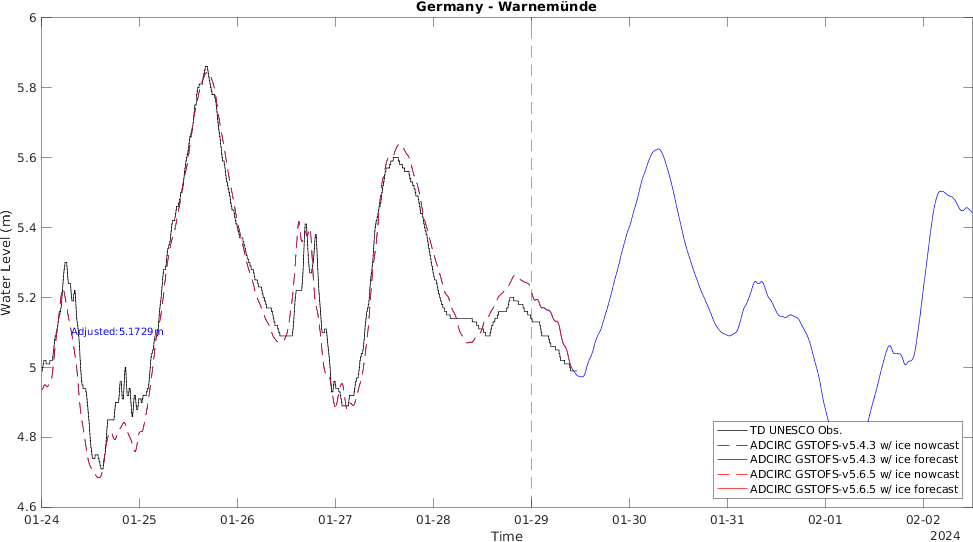 Germany - Warnemünde
6
5.8
5.6
5.4
5.2
5
4.8
4.6
Water Level (m)
Adjusted:5.1729m
TD UNESCO Obs.
ADCIRC GSTOFS-v5.4.3 w/ ice nowcast
ADCIRC GSTOFS-v5.4.3 w/ ice forecast
ADCIRC GSTOFS-v5.6.5 w/ ice nowcast
ADCIRC GSTOFS-v5.6.5 w/ ice forecast
01-24 01-25 01-26 01-27 01-28 01-29 01-30 01-31 02-01 02-02
Time
2024